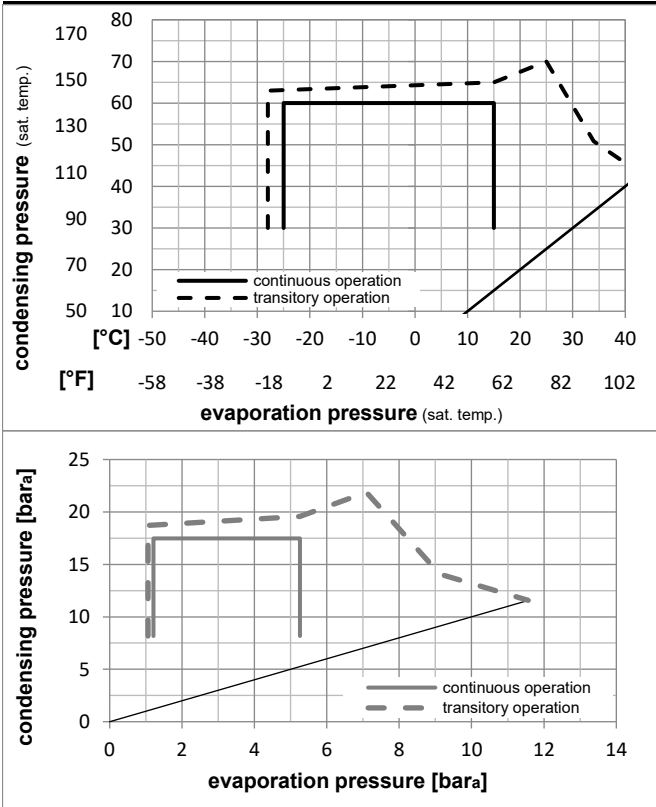 condensing pressure (sat. temp.)
170 80
70
150 60
130 50
110 40
90 30
70 20
50 10
continuous operation
transitory operation
[°C] -50 -30 -20 -10 0 10 20 30 40
[°F] -58 -38 -18 2 22 42 62 82 102
evaporation pressure (sat. temp.)
condensing pressure [bara]
25
20
15
10
5
0
continuous operation
transitory operation
0 2 4 6 8 10 12 14
evaporation pressure [bara]